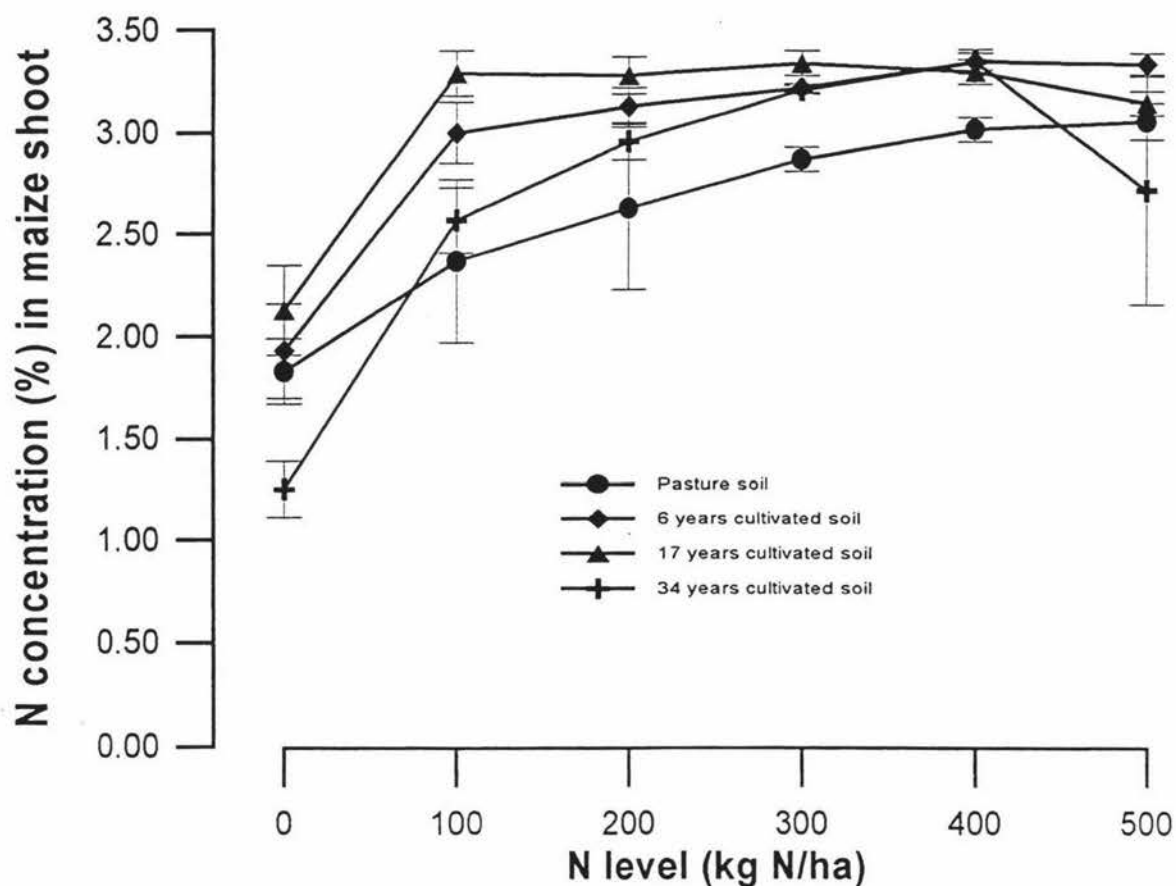 N concentration (%) in maize shoot
3.50
3.00
2.50
2.00
1.50
1.00
0.50
0.00
Pasture soil
6 years cultivated soil
17 years cultivated soil
34 years cultivated soil
0 100 200 300 400 500
N level (kg N/ha)